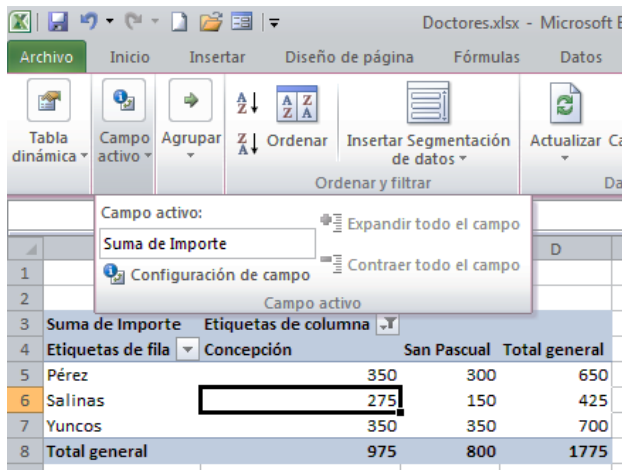 Doctores.xlsx - Microsoft E
Archivo Inicio Insertar Diseño de página Fórmulas Datos
Tabla dinámica
Campo activo
Agrupar
Ordenar
Insertar Segmentación de datos
Actualizar Ca
Ordenar y filtrar
Da
Campo activo:
Suma de Importe
Configuración de campo
Expandir todo el campo
Contraer todo el campo
Campo activo
D
1
2
3 Suma de Importe Etiquetas de columna
4 Etiquetas de fila Concepción San Pascual Total general
5 Pérez 350 300 650
6 Salinas 275 150 425
7 Yuncos 350 350 700
8 Total general 975 800 1775